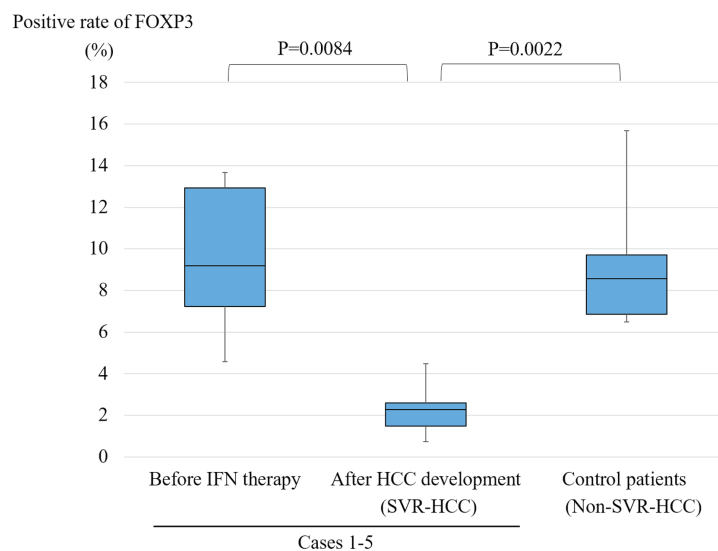 Positive rate of FOXP3
(%)
P=0.0084
P=0.0022
18
16
14
12
10
8
6
4
2
0
Before IFN therapy
After HCC development
(SVR-HCC)
Control patients
(Non-SVR-HCC)
Cases 1-5